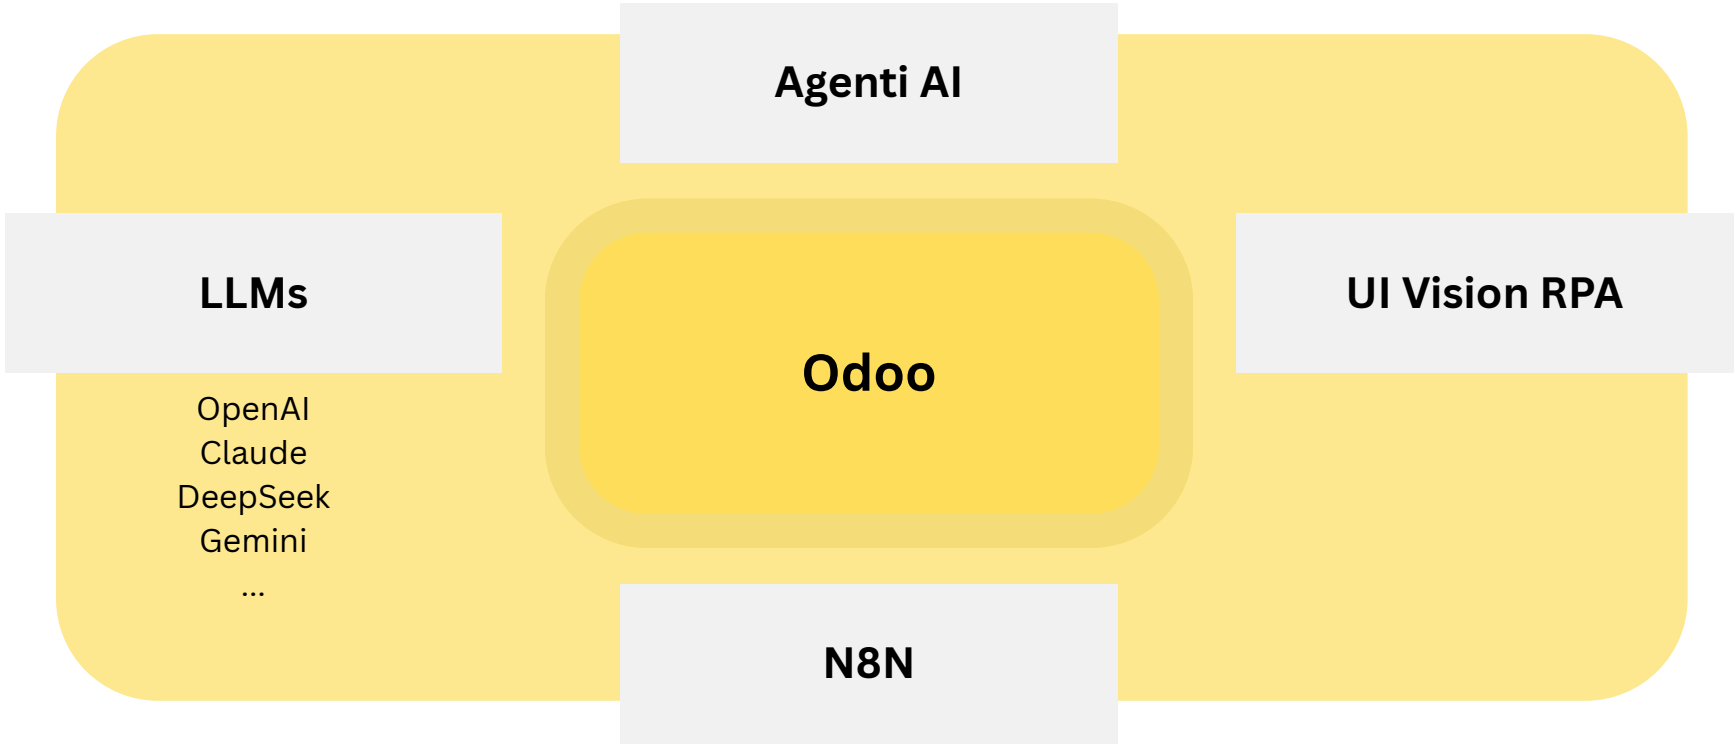 Agenti AI
LLMs
OpenAI
Claude
DeepSeek
Gemini
...
Odoo
UI Vision RPA
N8N